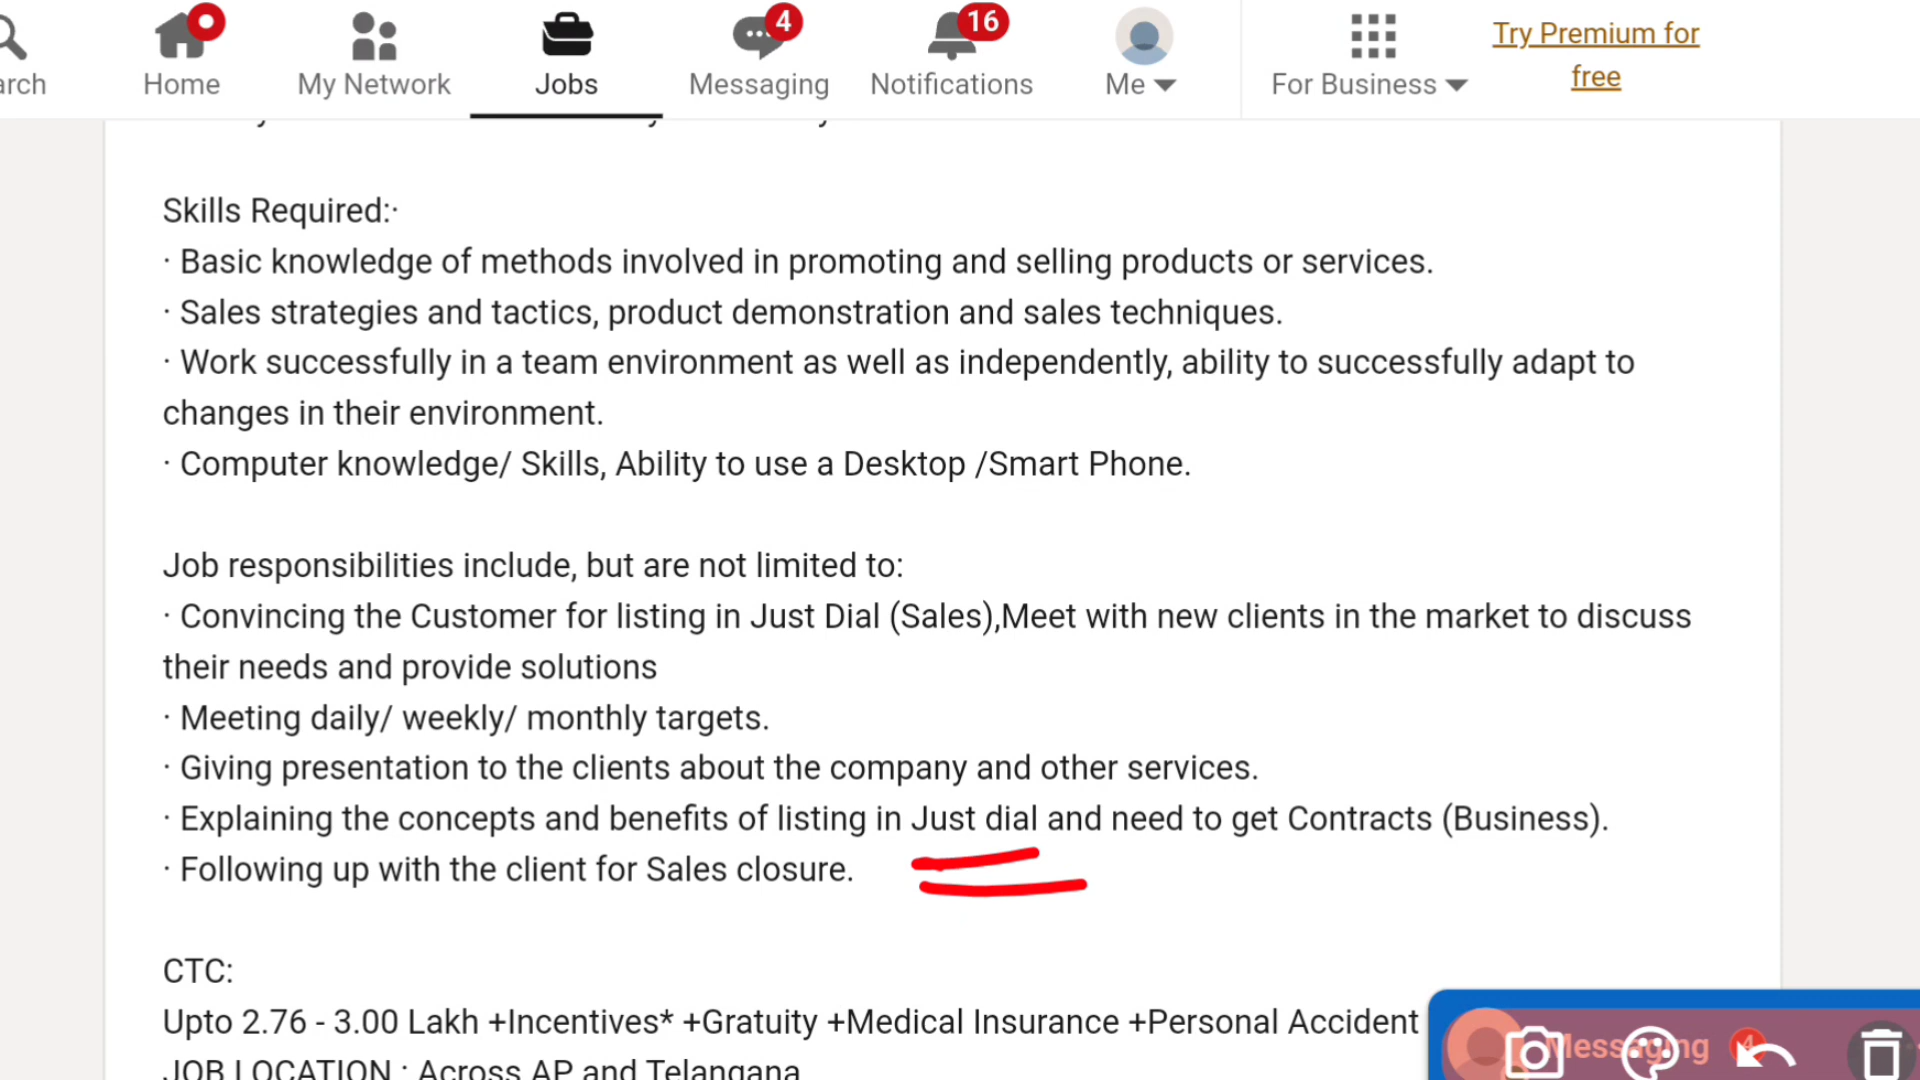 arch
Home
My Network
Jobs
4
Messaging
16
Notifications
Me
For Business
Try Premium for
free
Skills Required:·
· Basic knowledge of methods involved in promoting and selling products or services.
· Sales strategies and tactics, product demonstration and sales techniques.
· Work successfully in a team environment as well as independently, ability to successfully adapt to
changes in their environment.
· Computer knowledge/ Skills, Ability to use a Desktop /Smart Phone.
Job responsibilities include, but are not limited to:
· Convincing the Customer for listing in Just Dial (Sales),Meet with new clients in the market to discuss
their needs and provide solutions
· Meeting daily/ weekly/ monthly targets.
· Giving presentation to the clients about the company and other services.
· Explaining the concepts and benefits of listing in Just dial and need to get Contracts (Business).
· Following up with the client for Sales closure.
CTC:
Upto 2.76 - 3.00 Lakh +Incentives* +Gratuity +Medical Insurance +Personal Accident
Messaging
4
JOB LOCATION : Across AP and Telangana